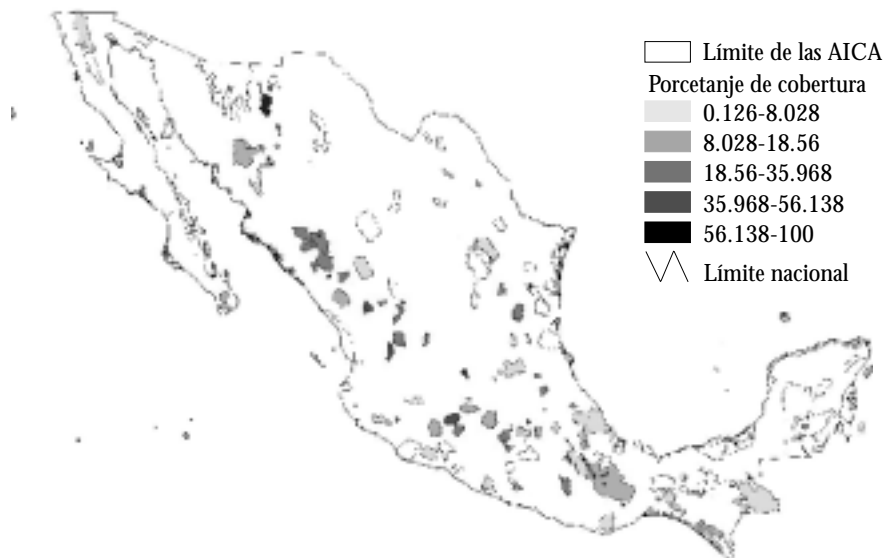 Límite de las AICA
Porcetanje de cobertura
0.126-8.028
8.028-18.56
18.56-35.968
35.968-56.138
56.138-100
Límite nacional